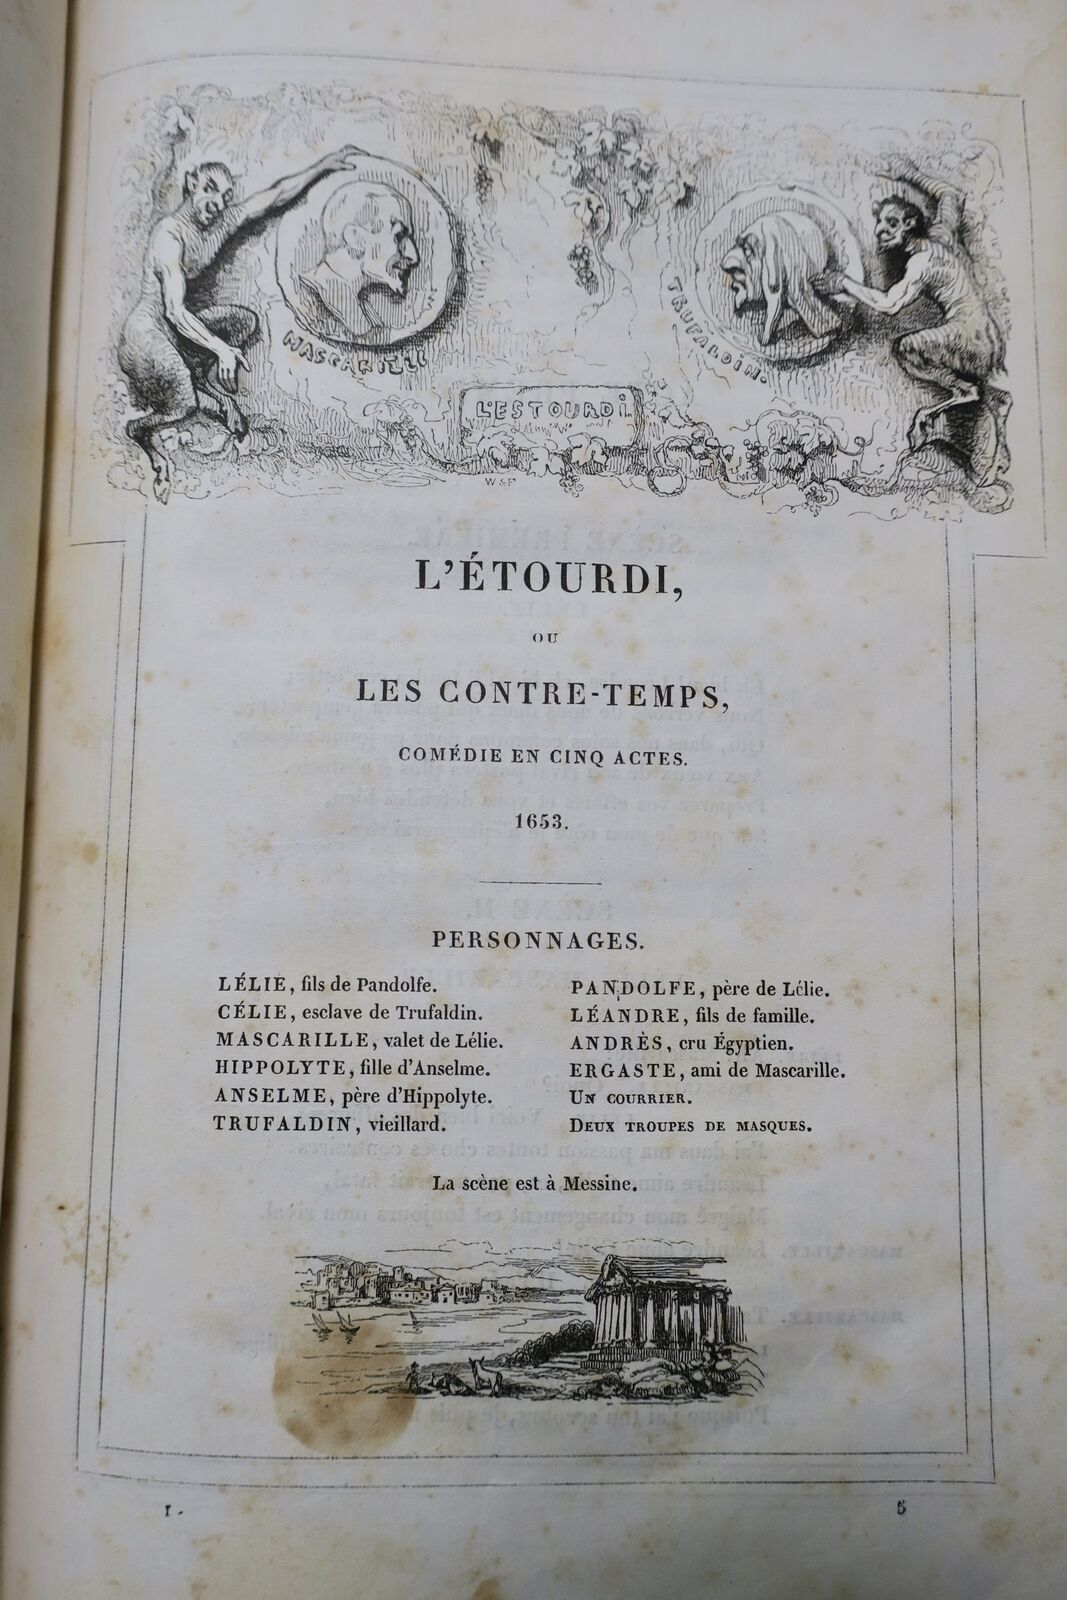 MASCARILLE
TRUFALDIN.
L'ESTOURDI.
W & F
L'ÉTOURDI,
OU
LES CONTRE-TEMPS,
COMÉDIE EN CINQ ACTES.
1653.
PERSONNAGES.
LÉLIE, fils de Pandolfe.
CÉLIE, esclave de Trufaldin.
MASCARILLE, valet de Lélie.
HIPPOLYTE, fille d'Anselme.
ANSELME, père d'Hippolyte.
TRUFALDIN, vieillard.
PANDOLFE, père de Lélie.
LÉANDRE, fils de famille.
ANDRÈS, cru Égyptien.
ERGASTE, ami de Mascarille.
UN COURRIER.
DEUX TROUPES DE MASQUES.
La scène est à Messine.
I. 5